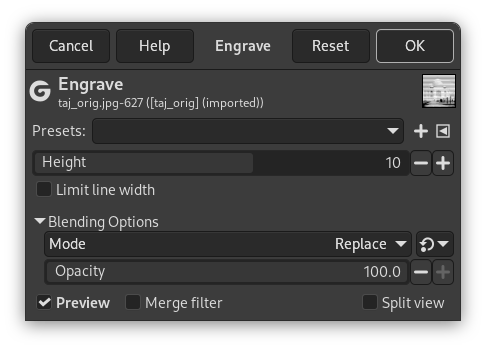 Cancel Help Engrave Reset OK
Engrave
taj_orig.jpg-627 ([taj_orig] (imported))
Presets:
Height 10
Limit line width
Blending Options
Mode Replace
Opacity 100.0
Preview Merge filter Split view